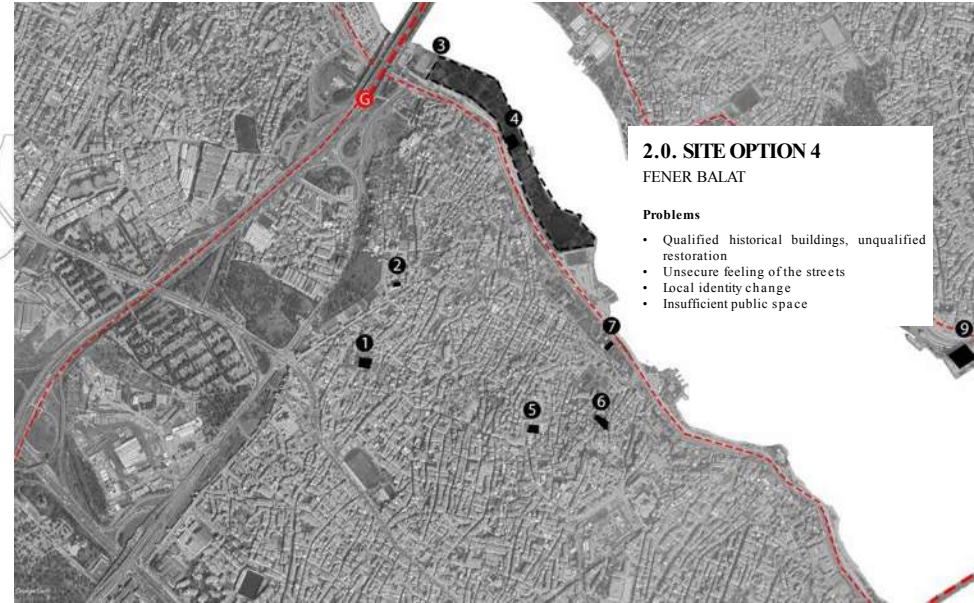 3
G
4
2.0. SITE OPTION 4
FENER BALAT
Problems
• Qualified historical buildings, unqualified
restoration
• Unsecure feeling of the streets
• Local identity change
• Insufficient public space
2
7
9
1
6
5